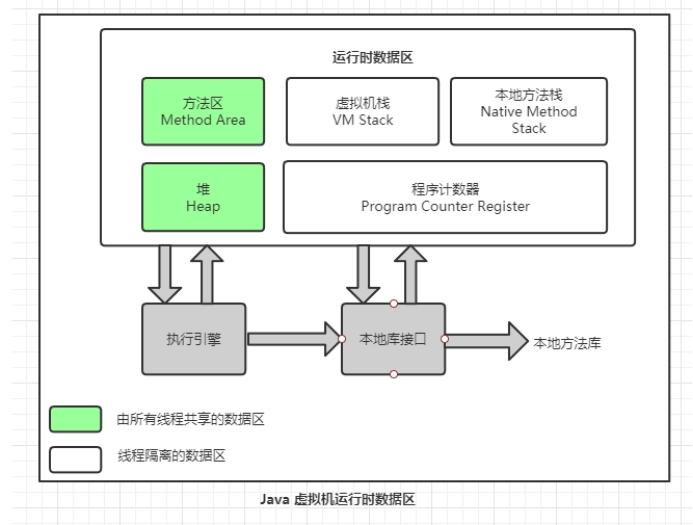 运行时数据区
方法区
Method Area
虚拟机栈
VM Stack
本地方法栈
Native Method
Stack
堆
Heap
程序计数器
Program Counter Register
执行引擎
本地库接口
本地方法库
由所有线程共享的数据区
线程隔离的数据区
Java 虚拟机运行时数据区